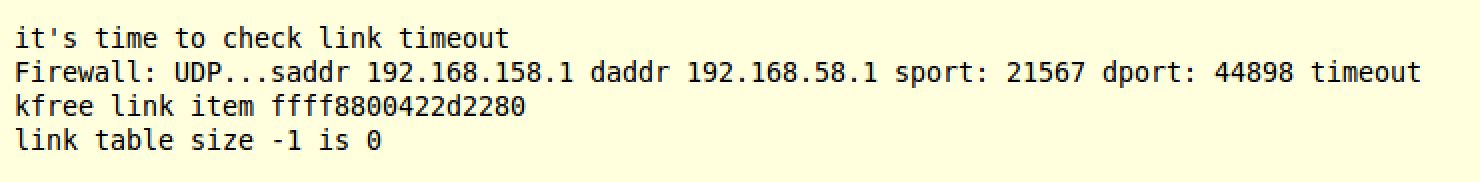 it's time to check link timeout
Firewall: UDP...saddr 192.168.158.1 daddr 192.168.58.1 sport: 21567 dport: 44898 timeout
kfree link item ffff8800422d2280
link table size -1 is 0